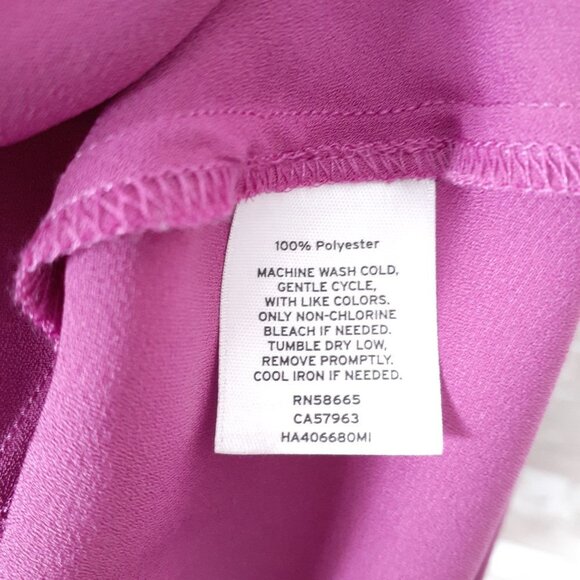 100% Polyester
MACHINE WASH COLD,
GENTLE CYCLE,
WITH LIKE COLORS.
ONLY NON-CHLORINE
BLEACH IF NEEDED.
TUMBLE DRY LOW,
REMOVE PROMPTLY.
COOL IRON IF NEEDED.
RN58665
CA57963
HA406680MI